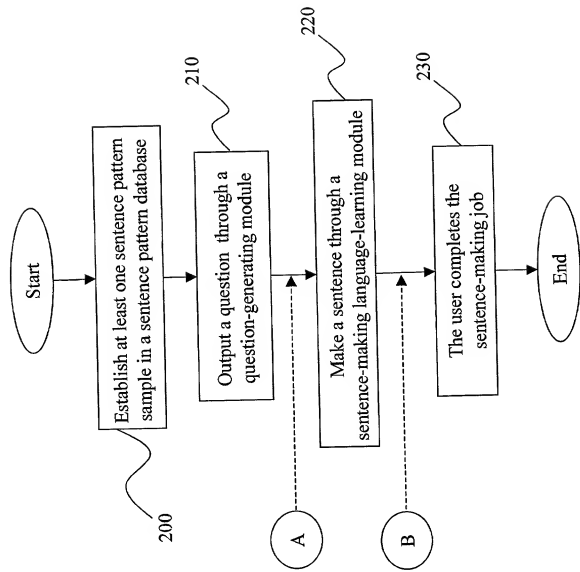 Start
200
Establish at least one sentence pattern
sample in a sentence pattern database
210
Output a question through a
question-generating module
A
220
Make a sentence through a
sentence-making language-learning module
B
230
The user completes the
sentence-making job
End